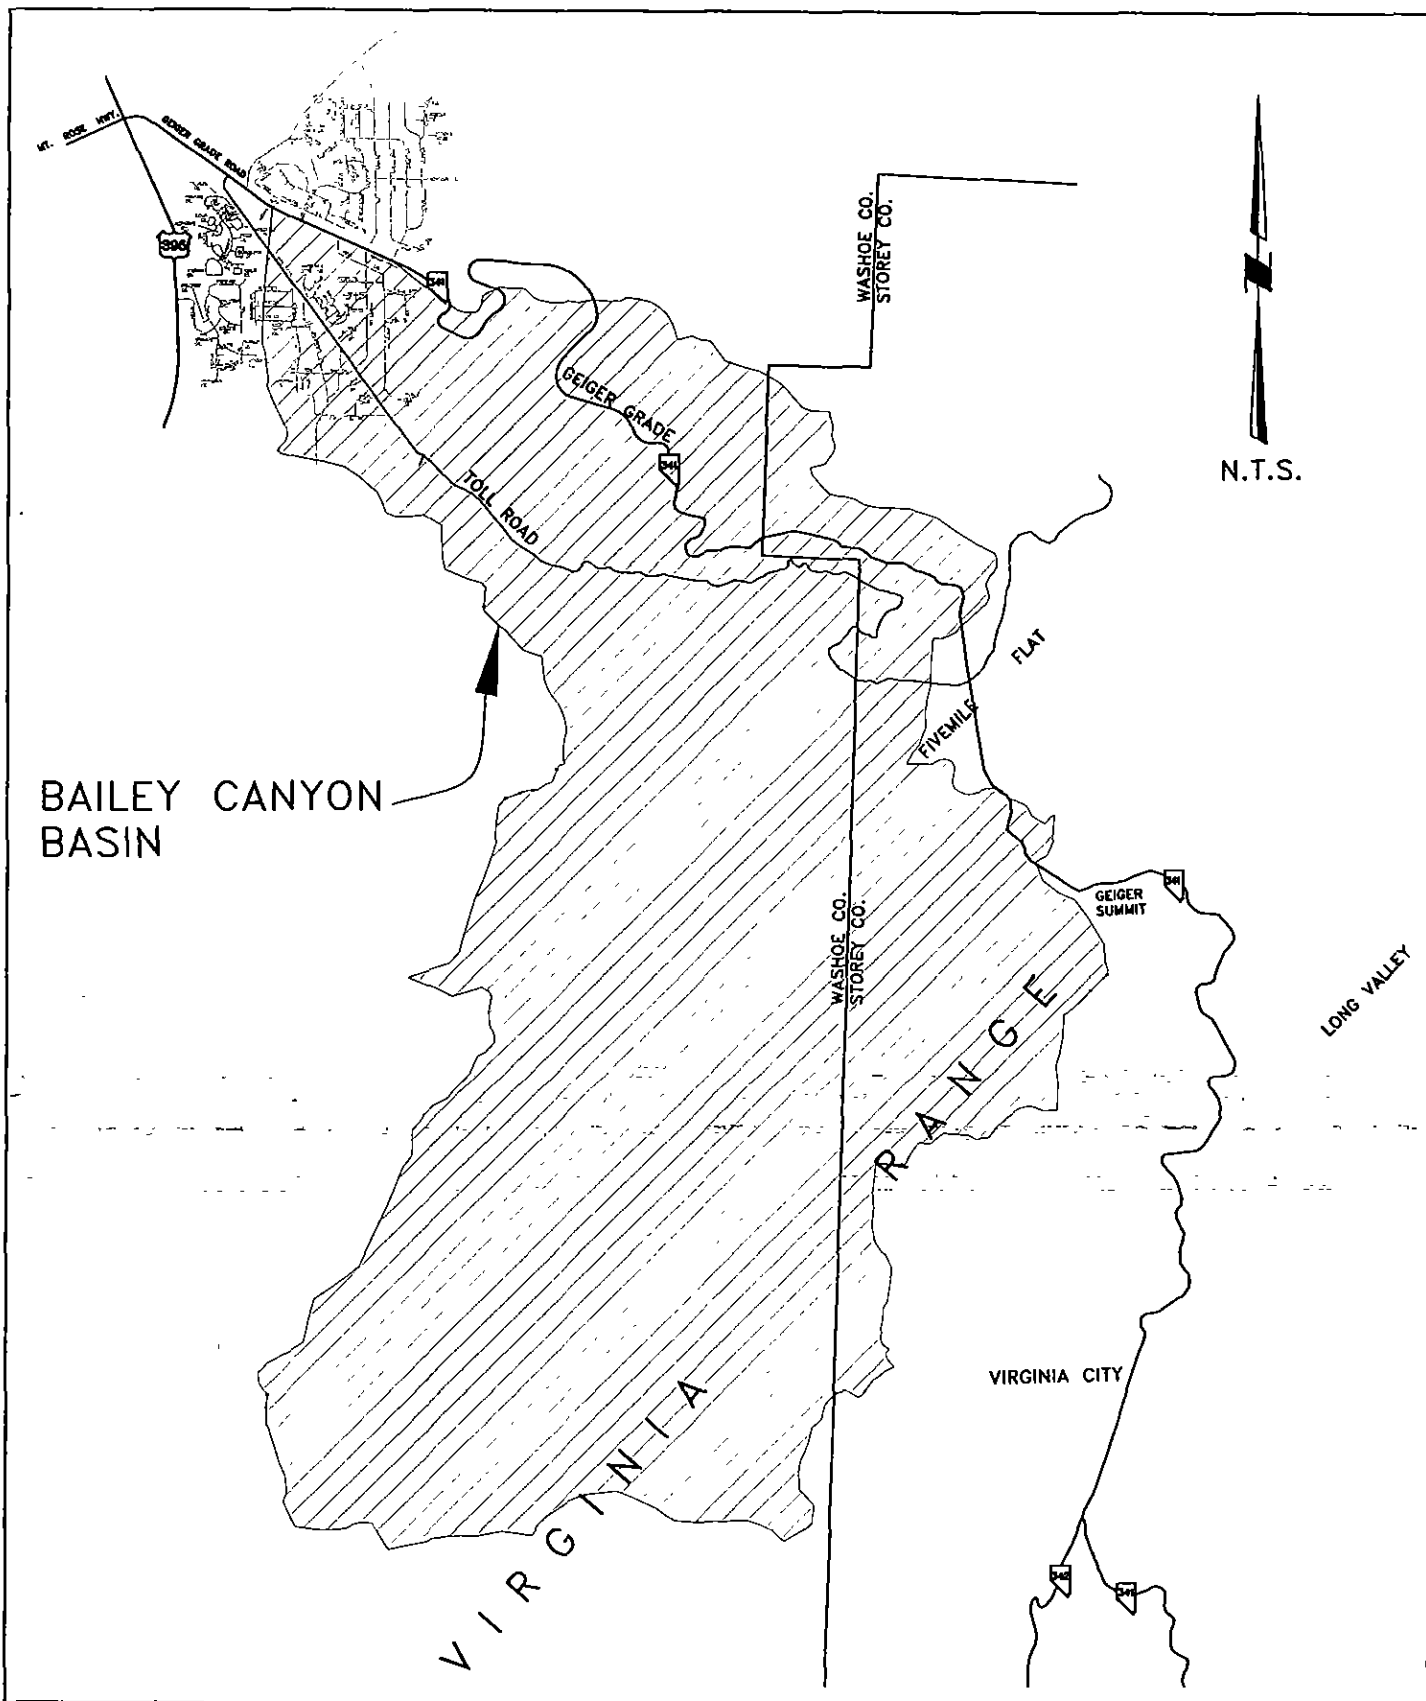 MT. ROSE HWY.
GEIGER GRADE ROAD
395
341
WASHOE CO.
STOREY CO.
N.T.S.
GEIGER GRADE
341
TOLL ROAD
FLAT
FIVEMILE
BAILEY CANYON
BASIN
341
GEIGER
SUMMIT
WASHOE CO.
STOREY CO.
LONG VALLEY
RANGE
VIRGINIA CITY
VIRGINIA
342
341